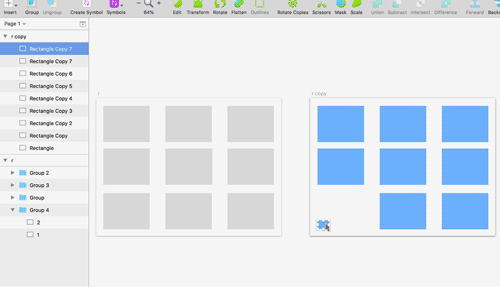 Insert
Group
Ungroup
Create Symbol
Symbols
64%
Edit
Transform
Rotate
Flatten
Outlines
Rotate Copies
Scissors
Mask
Scale
Union
Subtract
Intersect
Difference
Forward
Page 1
r copy
Rectangle Copy 7
Rectangle Copy 7
Rectangle Copy 6
Rectangle Copy 5
Rectangle Copy 4
Rectangle Copy 3
Rectangle Copy 2
Rectangle Copy
Rectangle
r
Group 2
Group 3
Group
Group 4
2
1
r
r copy